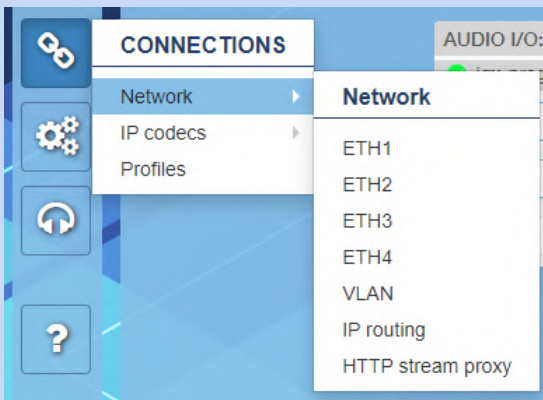 CONNECTIONS
Network
IP codecs
Profiles
Network
ETH1
ETH2
ETH3
ETH4
VLAN
IP routing
HTTP stream proxy
AUDIO I/O:
?